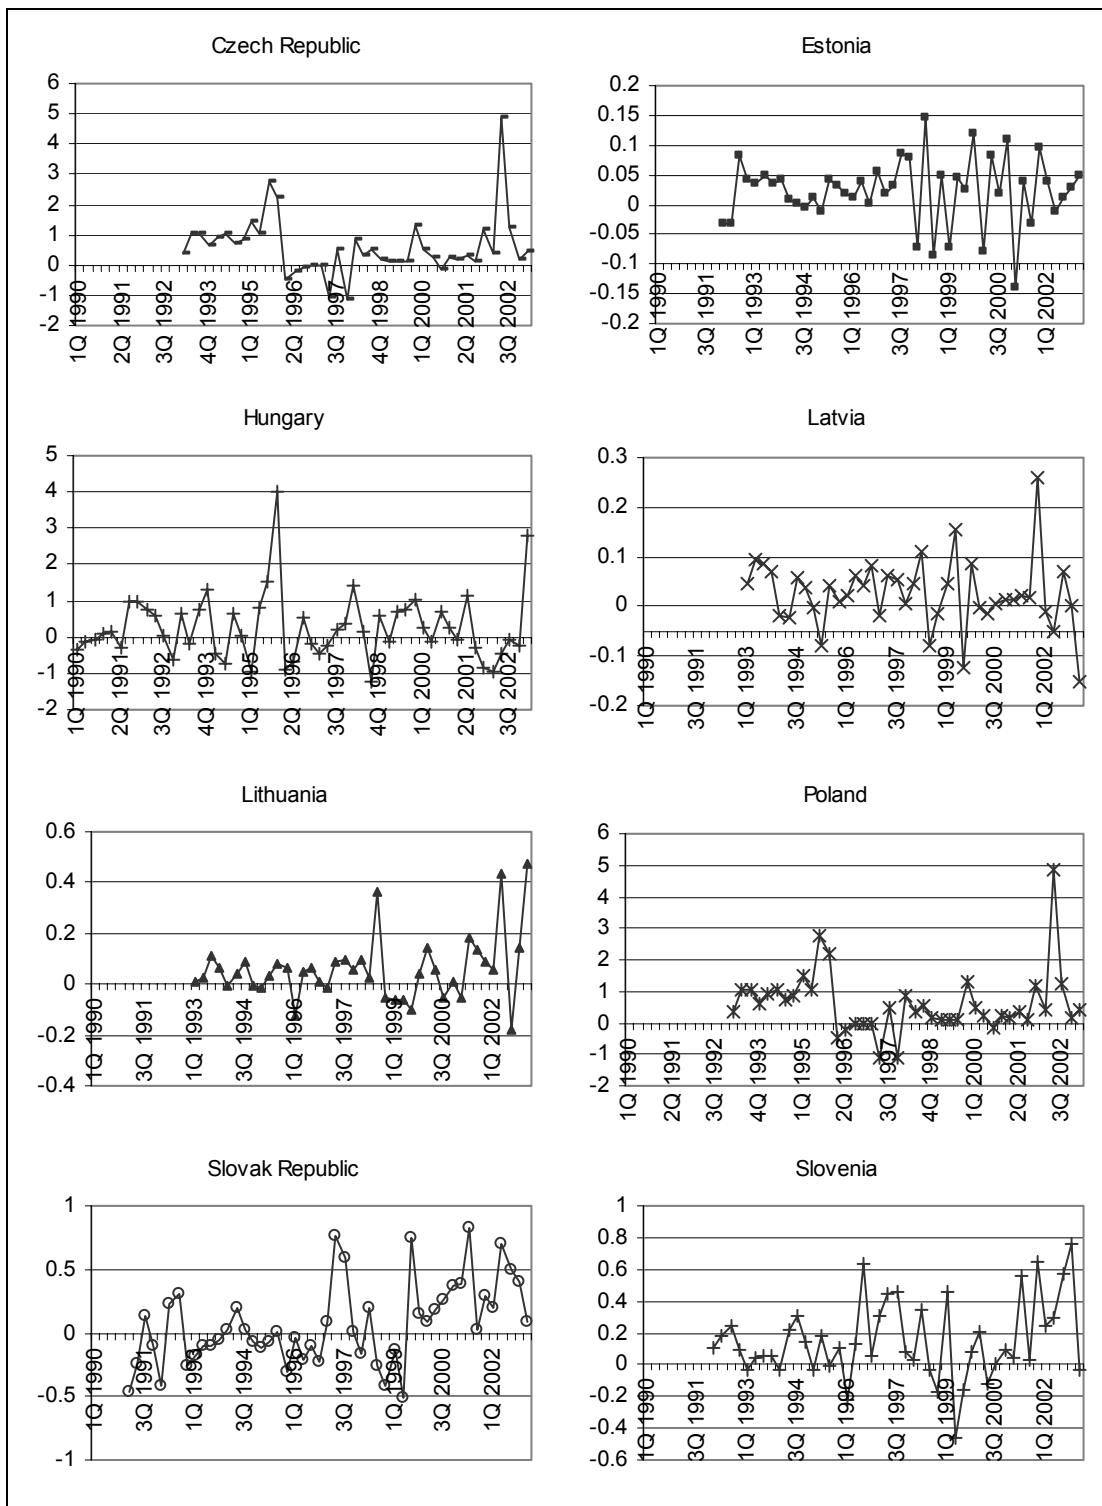 Czech Republic
6
5
4
3
2
1
0
-1
-2
1Q 1990
2Q 1991
3Q 1992
4Q 1993
1Q 1995
2Q 1996
3Q 1997
4Q 1998
1Q 2000
2Q 2001
3Q 2002
Estonia
0.2
0.15
0.1
0.05
0
-0.05
-0.1
-0.15
-0.2
1Q 1990
3Q 1991
1Q 1993
3Q 1994
1Q 1996
3Q 1997
1Q 1999
3Q 2000
1Q 2002
Hungary
5
4
3
2
1
0
-1
-2
1Q 1990
2Q 1991
3Q 1992
4Q 1993
1Q 1995
2Q 1996
3Q 1997
4Q 1998
1Q 2000
2Q 2001
3Q 2002
Latvia
0.3
0.2
0.1
0
-0.1
-0.2
1Q 1990
3Q 1991
1Q 1993
3Q 1994
1Q 1996
3Q 1997
1Q 1999
3Q 2000
1Q 2002
Lithuania
0.6
0.4
0.2
0
-0.2
-0.4
1Q 1990
3Q 1991
1Q 1993
3Q 1994
1Q 1996
3Q 1997
1Q 1999
3Q 2000
1Q 2002
Poland
6
5
4
3
2
1
0
-1
-2
1Q 1990
2Q 1991
3Q 1992
4Q 1993
1Q 1995
2Q 1996
3Q 1997
4Q 1998
1Q 2000
2Q 2001
3Q 2002
Slovak Republic
1
0.5
0
-0.5
-1
1Q 1990
3Q 1991
1Q 1993
3Q 1994
1Q 1996
3Q 1997
1Q 1999
3Q 2000
1Q 2002
Slovenia
1
0.8
0.6
0.4
0.2
0
-0.2
-0.4
-0.6
1Q 1990
3Q 1991
1Q 1993
3Q 1994
1Q 1996
3Q 1997
1Q 1999
3Q 2000
1Q 2002